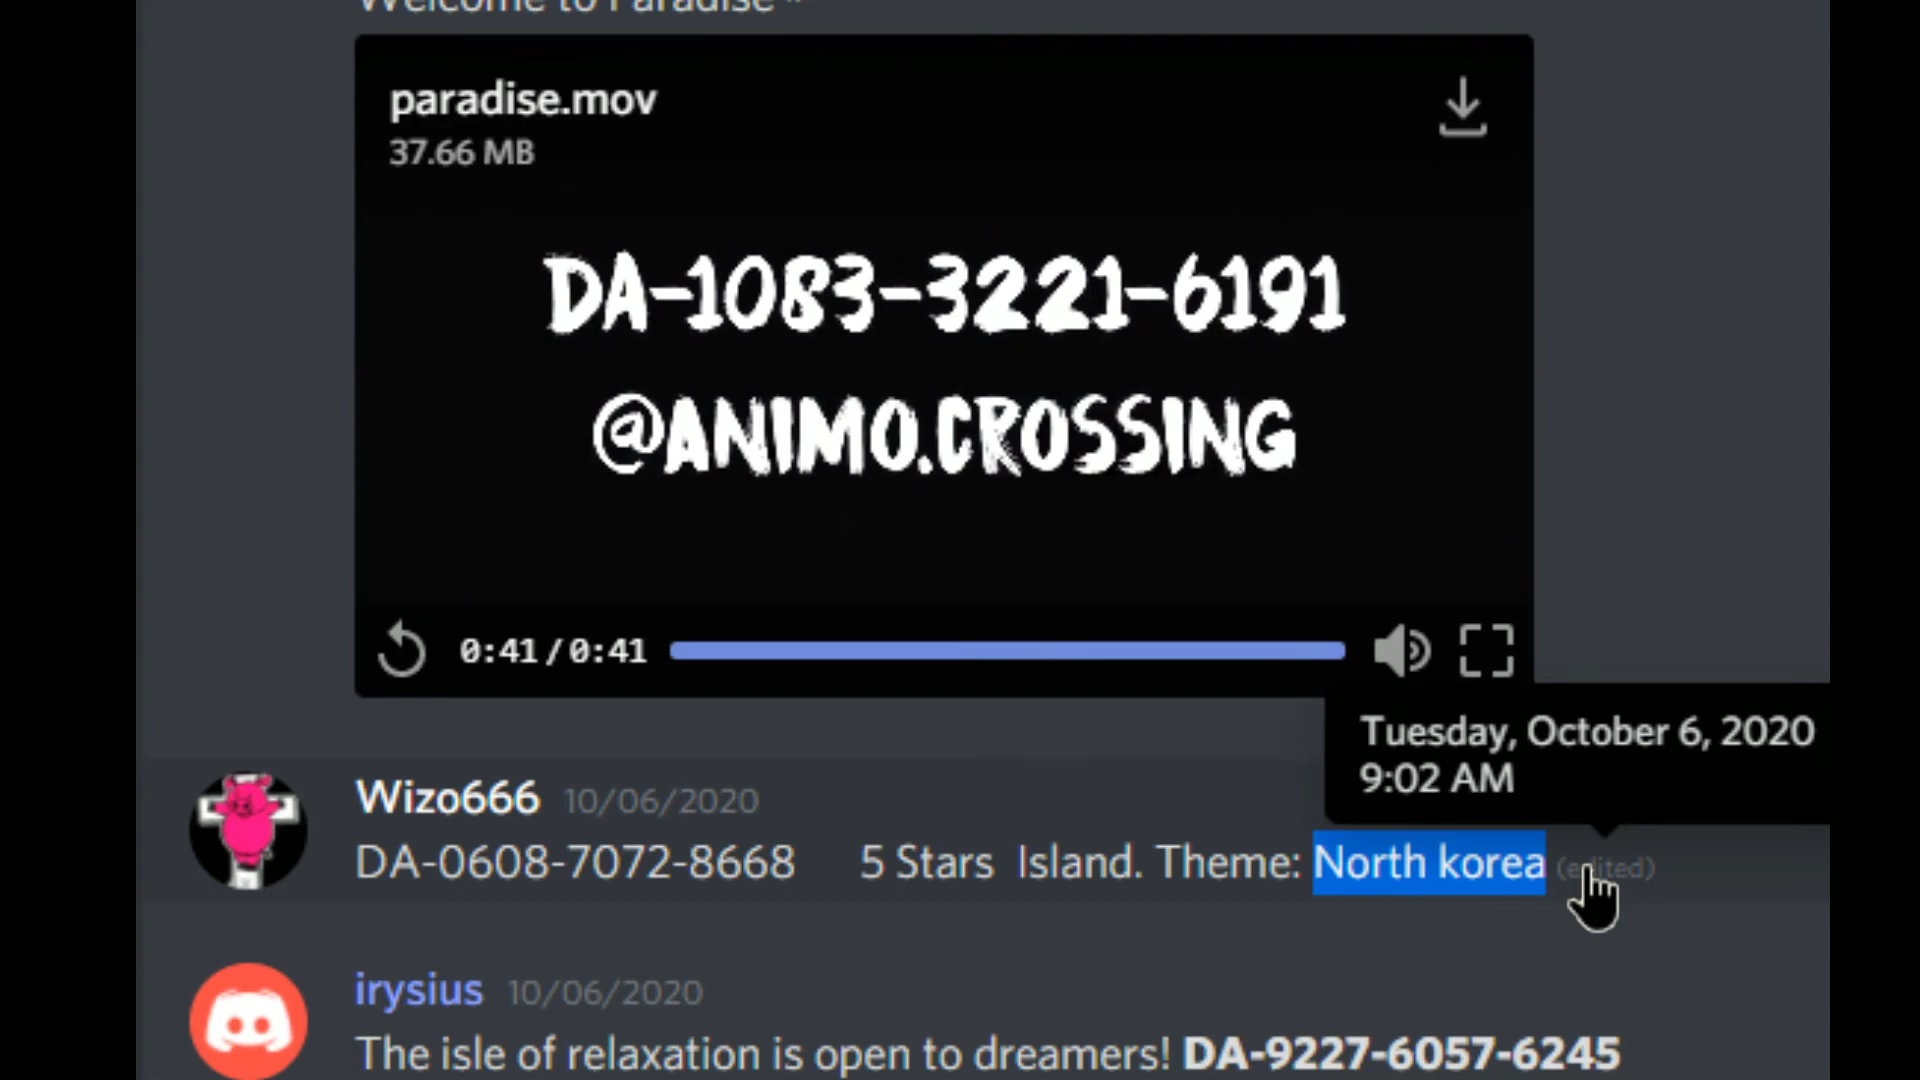 Welcome to Paradise
paradise.mov
37.66 MB
DA-1083-3221-6191
@ANIMO.CROSSING
0:41 / 0:41
Tuesday, October 6, 2020
9:02 AM
Wizo666 10/06/2020
DA-0608-7072-8668 5 Stars Island. Theme: North korea (edited)
irysius 10/06/2020
The isle of relaxation is open to dreamers! DA-9227-6057-6245